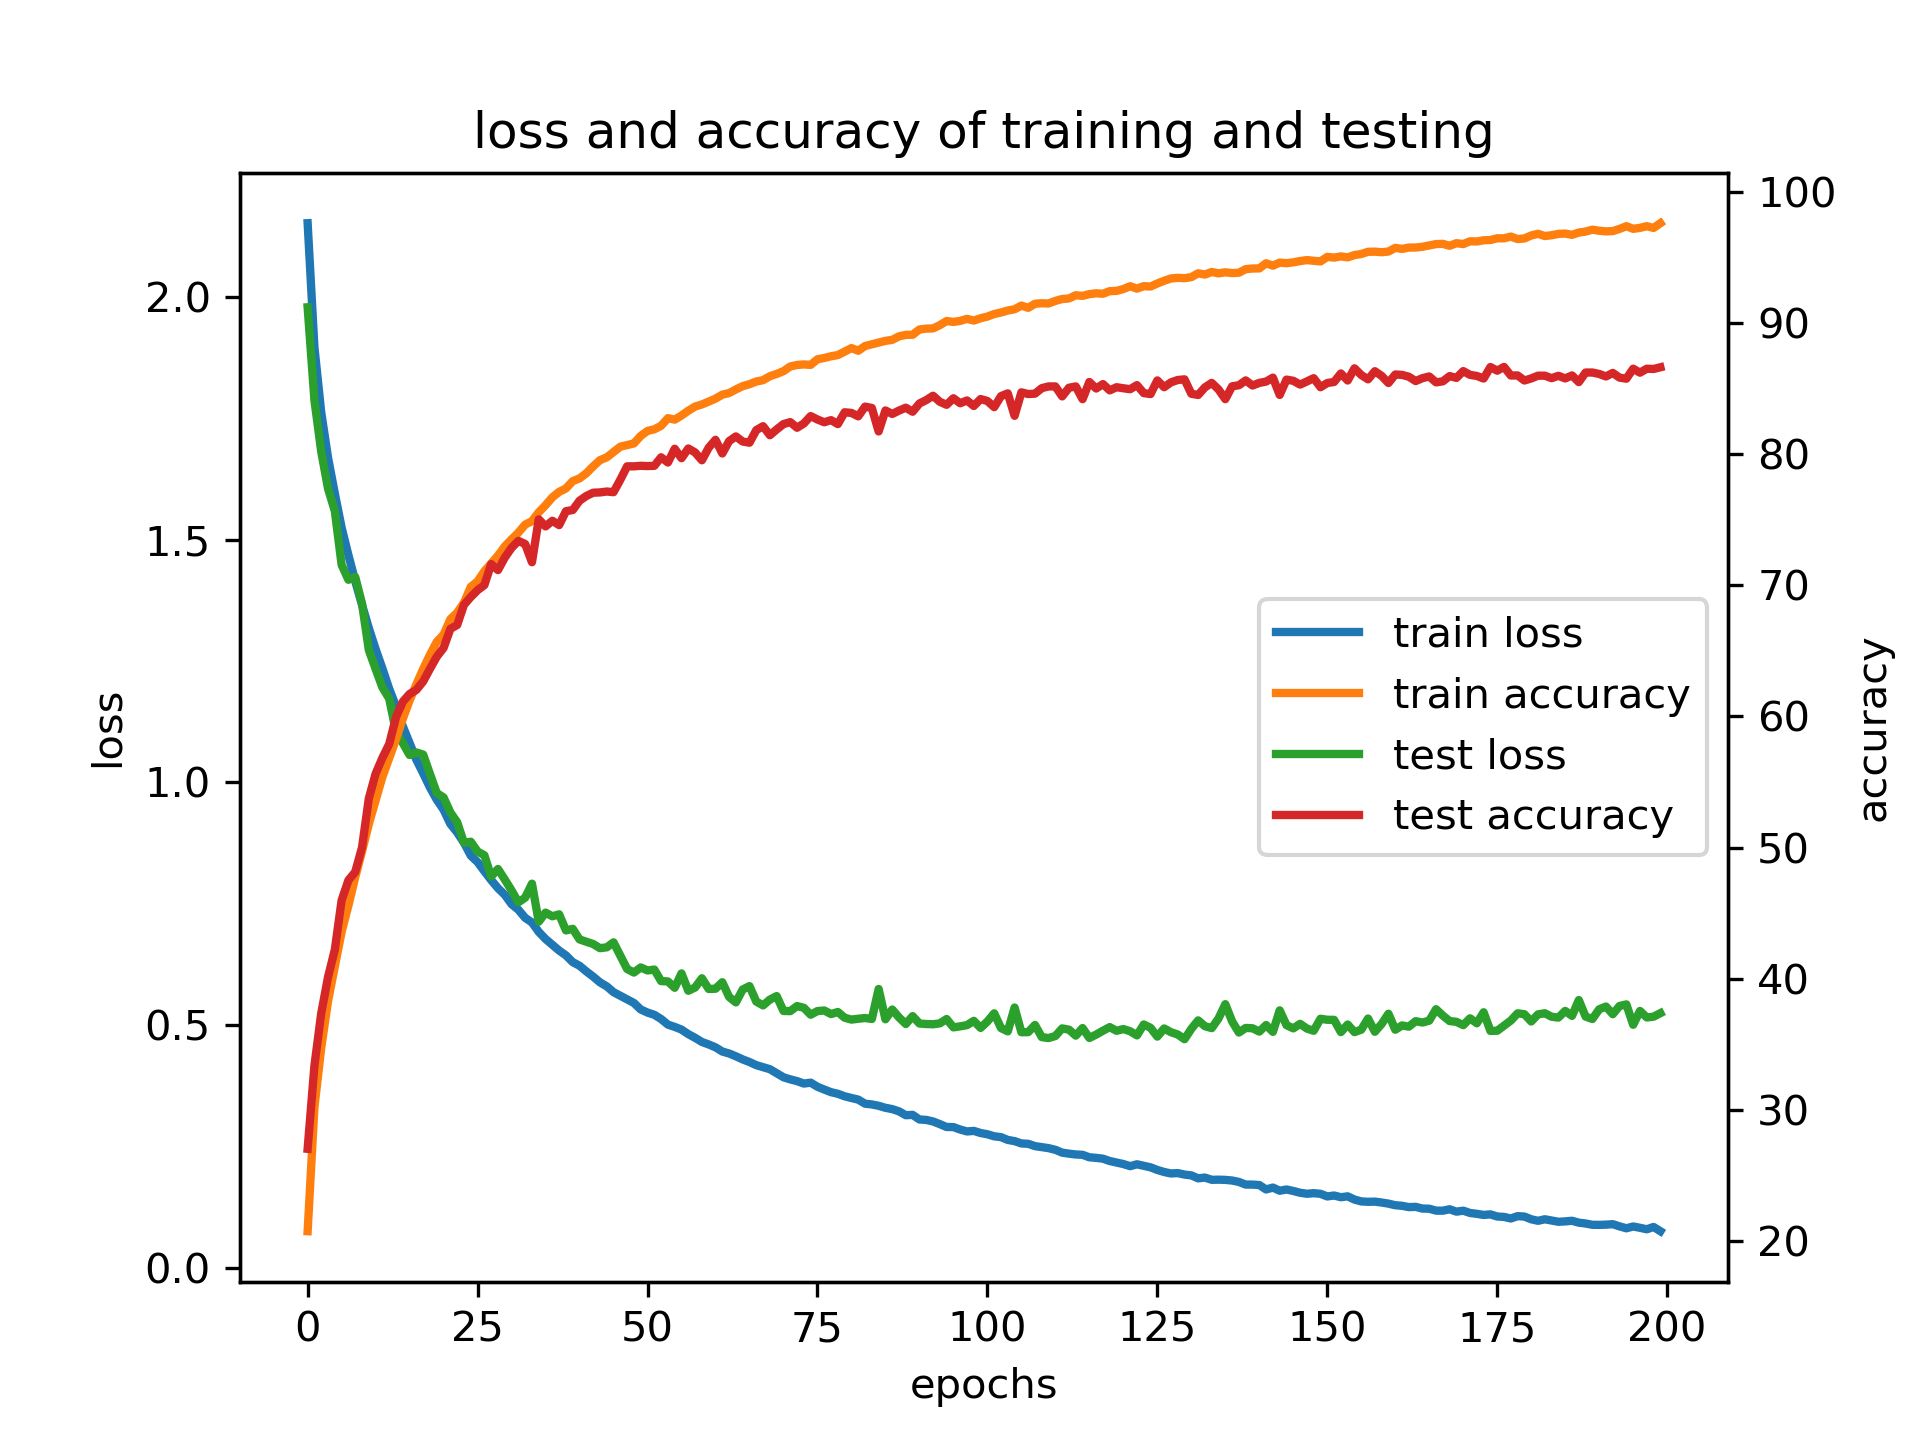 loss and accuracy of training and testing
2.0
1.5
1.0
0.5
0.0
loss
100
90
80
70
60
50
40
30
20
accuracy
train loss
train accuracy
test loss
test accuracy
0 25 50 75 100 125 150 175 200
epochs